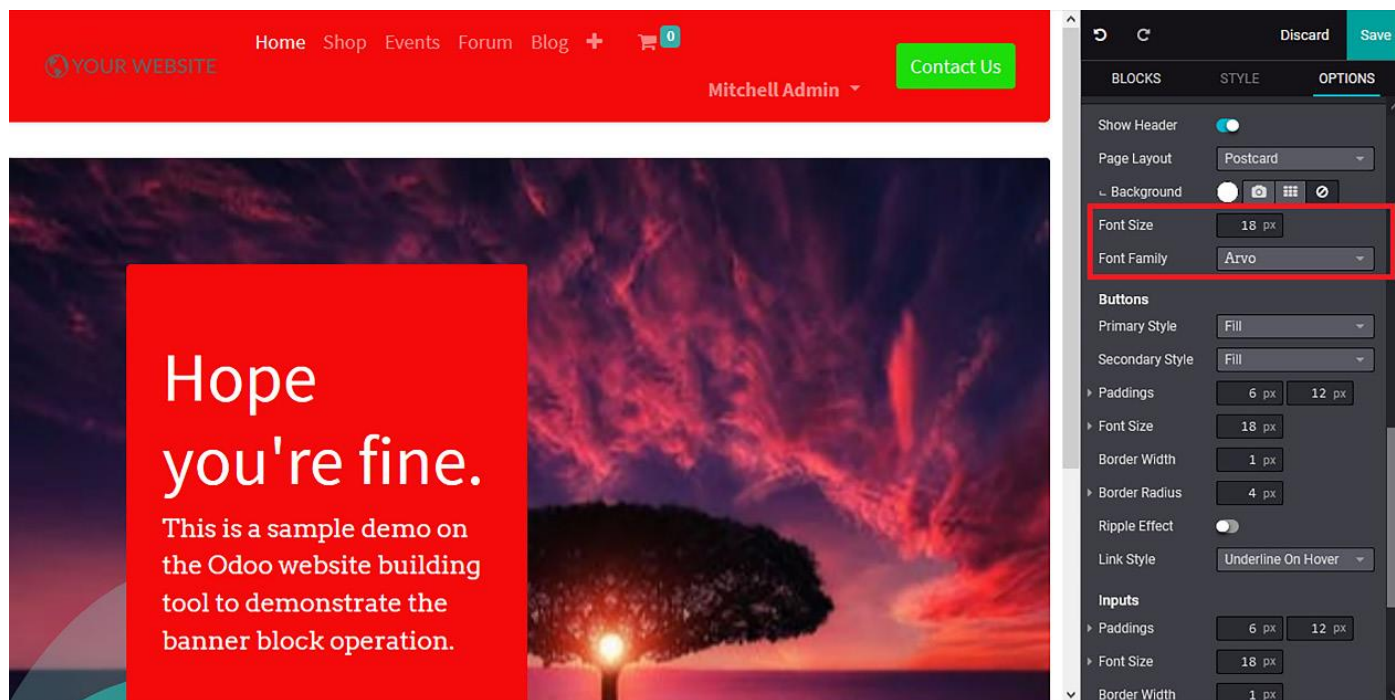 Home Shop Events Forum Blog + 0
YOUR WEBSITE
Contact Us
Mitchell Admin
Hope
you're fine.
This is a sample demo on
the Odoo website building
tool to demonstrate the
banner block operation.
Discard Save
BLOCKS STYLE OPTIONS
Show Header
Page Layout Postcard
Background
Font Size 18 px
Font Family Arvo
Buttons
Primary Style Fill
Secondary Style Fill
Paddings 6 px 12 px
Font Size 18 px
Border Width 1 px
Border Radius 4 px
Ripple Effect
Link Style Underline On Hover
Inputs
Paddings 6 px 12 px
Font Size 18 px
Border Width 1 px